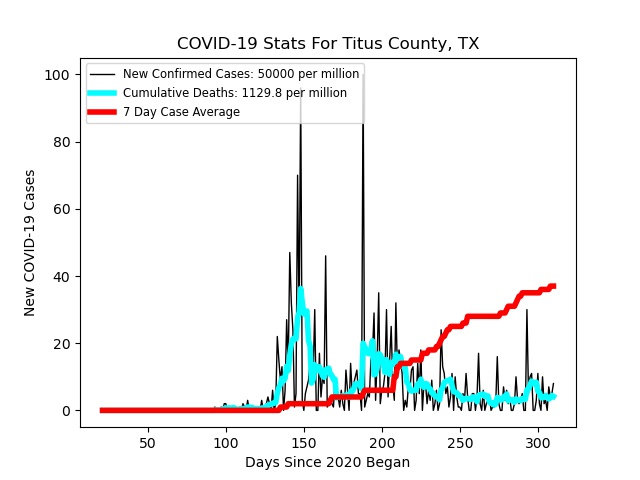 COVID-19 Stats For Titus County, TX
New Confirmed Cases: 50000 per million
Cumulative Deaths: 1129.8 per million
7 Day Case Average
New COVID-19 Cases
100
80
60
40
20
0
50 100 150 200 250 300
Days Since 2020 Began